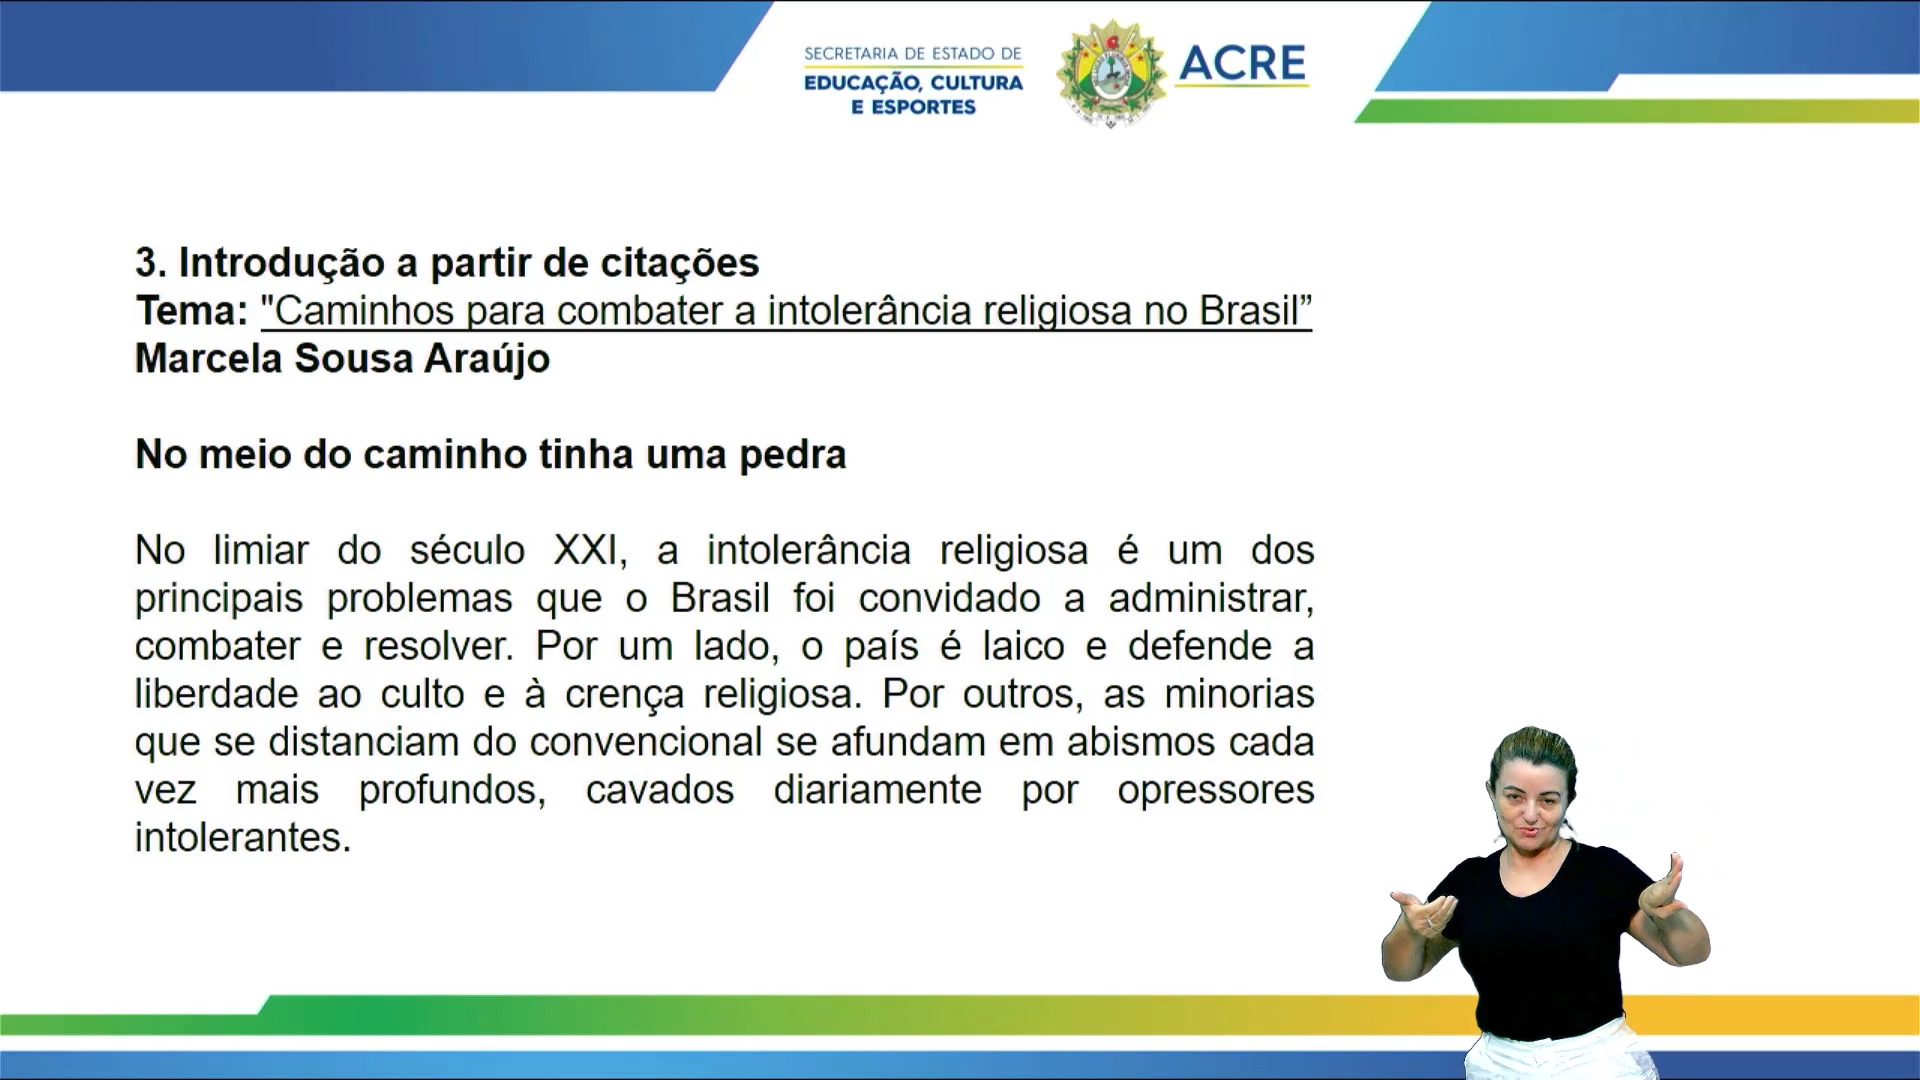 SECRETARIA DE ESTADO DE
EDUCAÇÃO, CULTURA
E ESPORTES
ACRE
3. Introdução a partir de citações
Tema: "Caminhos para combater a intolerância religiosa no Brasil”
Marcela Sousa Araújo
No meio do caminho tinha uma pedra
No limiar do século XXI, a intolerância religiosa é um dos
principais problemas que o Brasil foi convidado a administrar,
combater e resolver. Por um lado, o país é laico e defende a
liberdade ao culto e à crença religiosa. Por outros, as minorias
que se distanciam do convencional se afundam em abismos cada
vez mais profundos, cavados diariamente por opressores
intolerantes.